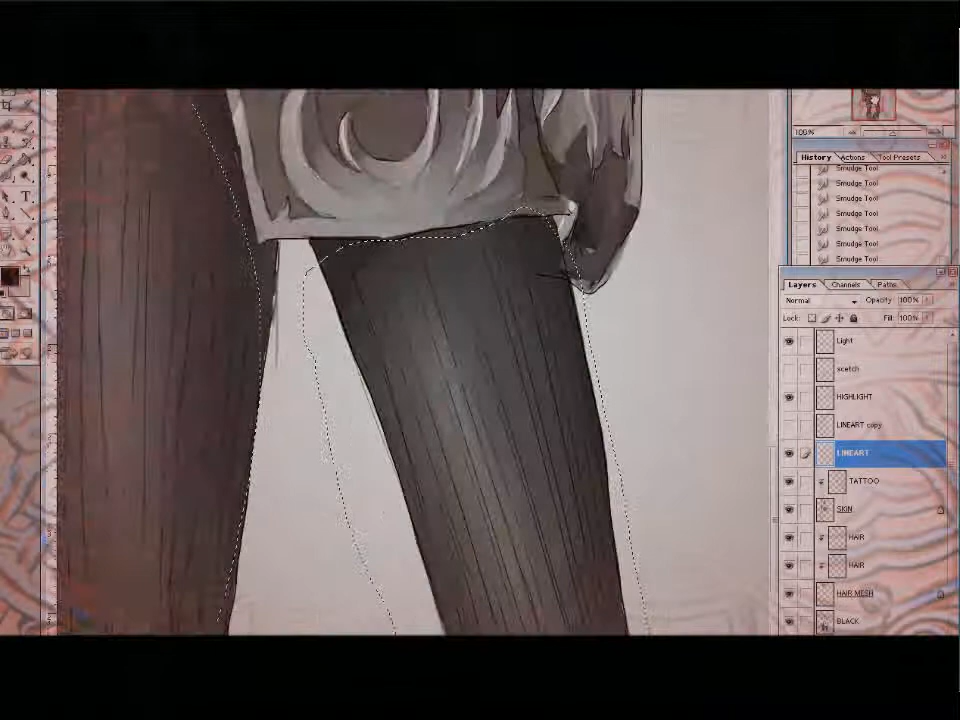 100%
History Actions Tool Presets
Smudge Tool
Smudge Tool
Smudge Tool
Smudge Tool
Smudge Tool
Smudge Tool
Smudge Tool
Layers Channels Paths
Normal Opacity: 100%
Lock: Fill: 100%
Light
scetch
HIGHLIGHT
LINEART copy
LINEART
TATTOO
SKIN
HAIR
HAIR
HAIR MESH
BLACK